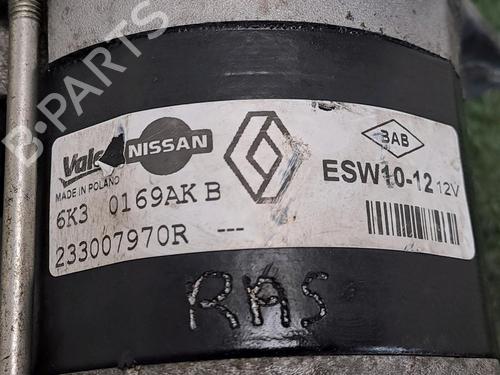 B-PARTS
Valeo NISSAN
MADE IN POLAND
6K3 0169AK B
233007970R ---
BAB
ESW10-12 12V
RAS